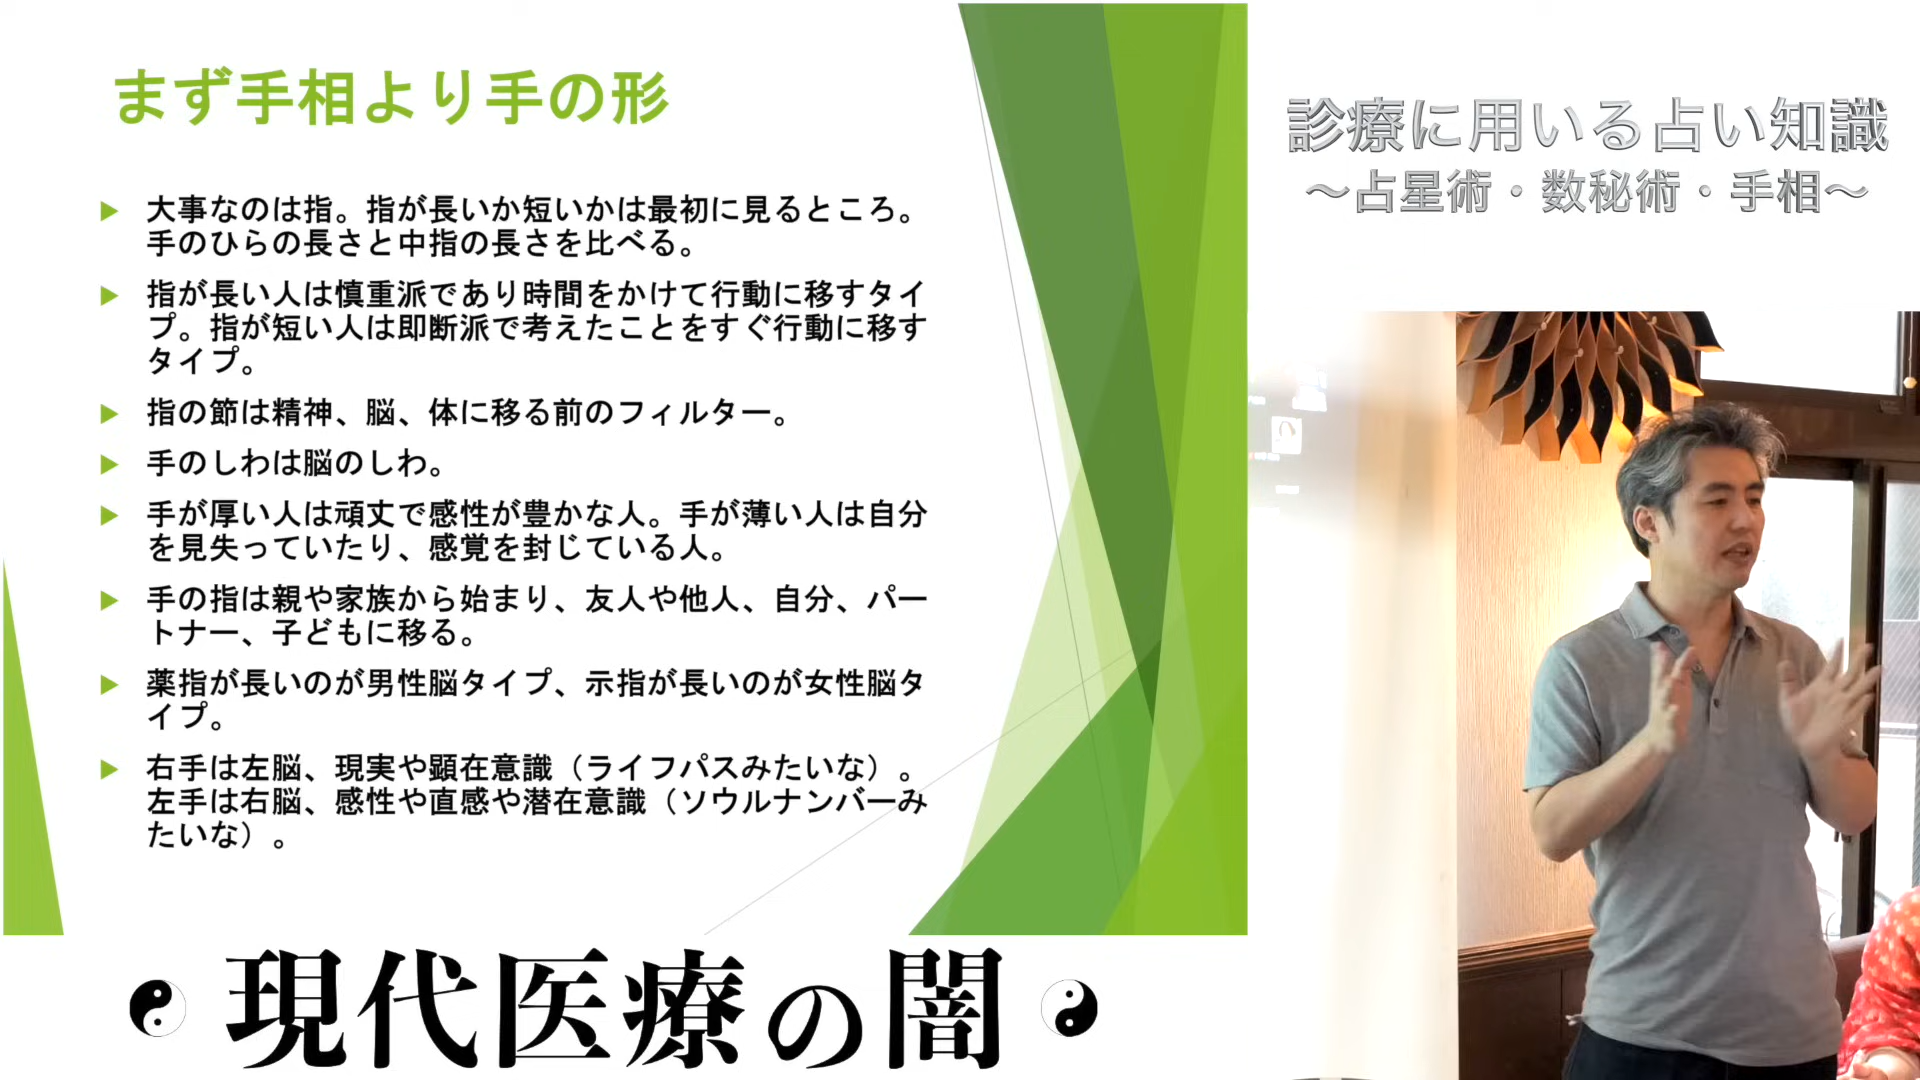 まず手相より手の形
大事なのは指。指が長いか短いかは最初に見るところ。
手のひらの長さと中指の長さを比べる。
指が長い人は慎重派であり時間をかけて行動に移すタイ
プ。指が短い人は即断派で考えたことをすぐ行動に移す
タイプ。
指の節は精神、脳、体に移る前のフィルター。
手のしわは脳のしわ。
手が厚い人は頑丈で感性が豊かな人。手が薄い人は自分
を見失っていたり、感覚を封じている人。
手の指は親や家族から始まり、友人や他人、自分、パー
トナー、子どもに移る。
薬指が長いのが男性脳タイプ、示指が長いのが女性脳タ
イプ。
右手は左脳、現実や顕在意識（ライフパスみたいな）。
左手は右脳、感性や直感や潜在意識（ソウルナンバーみ
たいな）。
診療に用いる占い知識
～占星術・数秘術・手相～
現代医療の闇